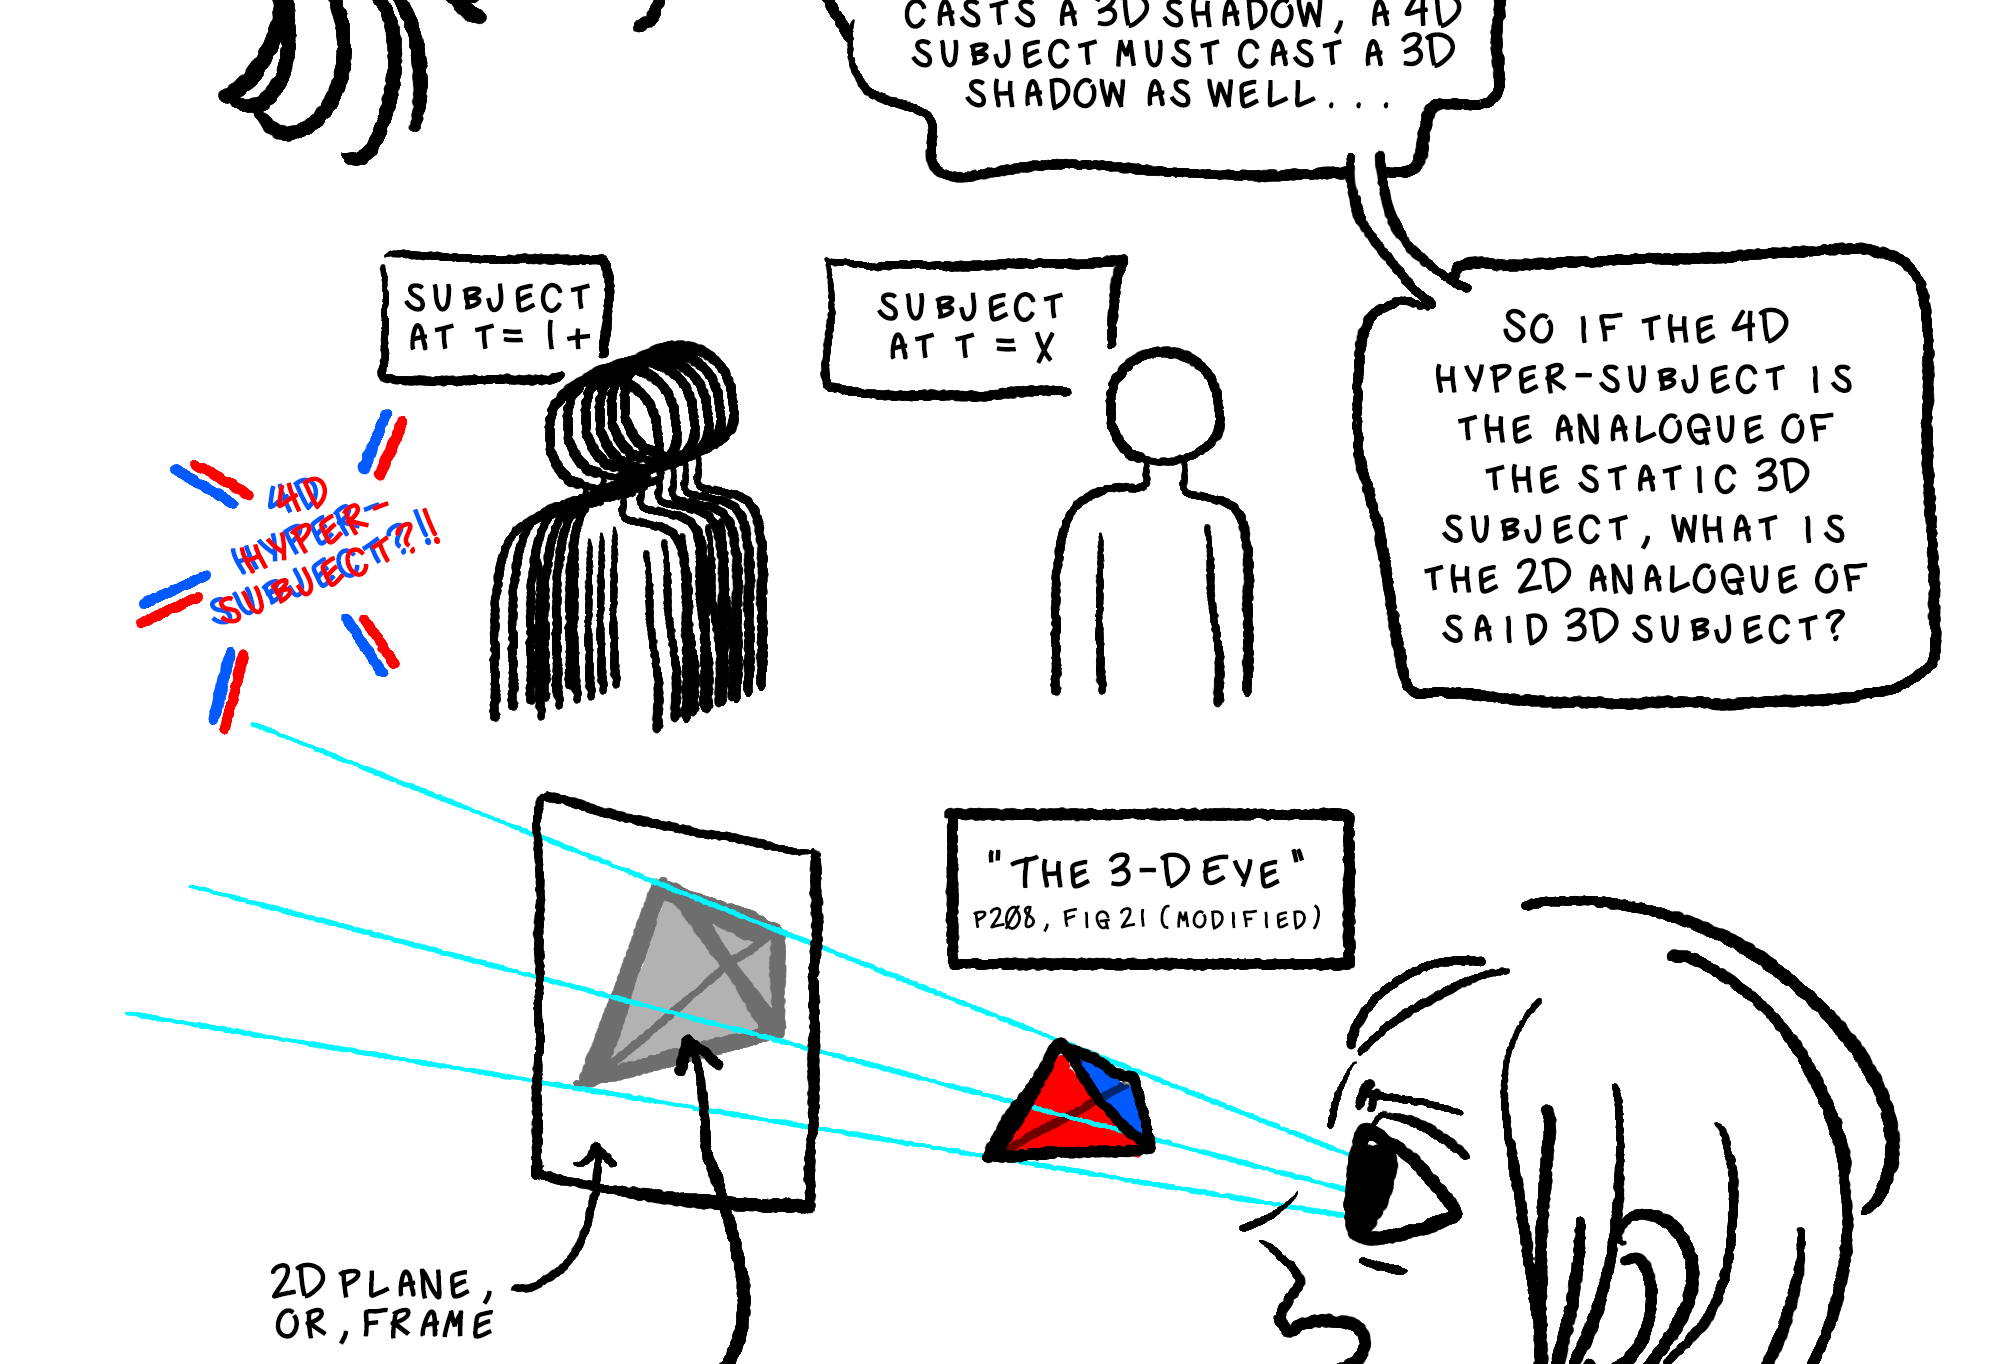 CASTS A 3D SHADOW, A 4D
SUBJECT MUST CAST A 3D
SHADOW AS WELL...
SUBJECT
AT T= 1+
SUBJECT
AT T = X
SO IF THE 4D
HYPER-SUBJECT IS
THE ANALOGUE OF
THE STATIC 3D
SUBJECT, WHAT IS
THE 2D ANALOGUE OF
SAID 3D SUBJECT?
4D
HYPER-
SUBJECT?!!
"THE 3-D EYE"
P208, FIG 21 (MODIFIED)
2D PLANE,
OR, FRAME